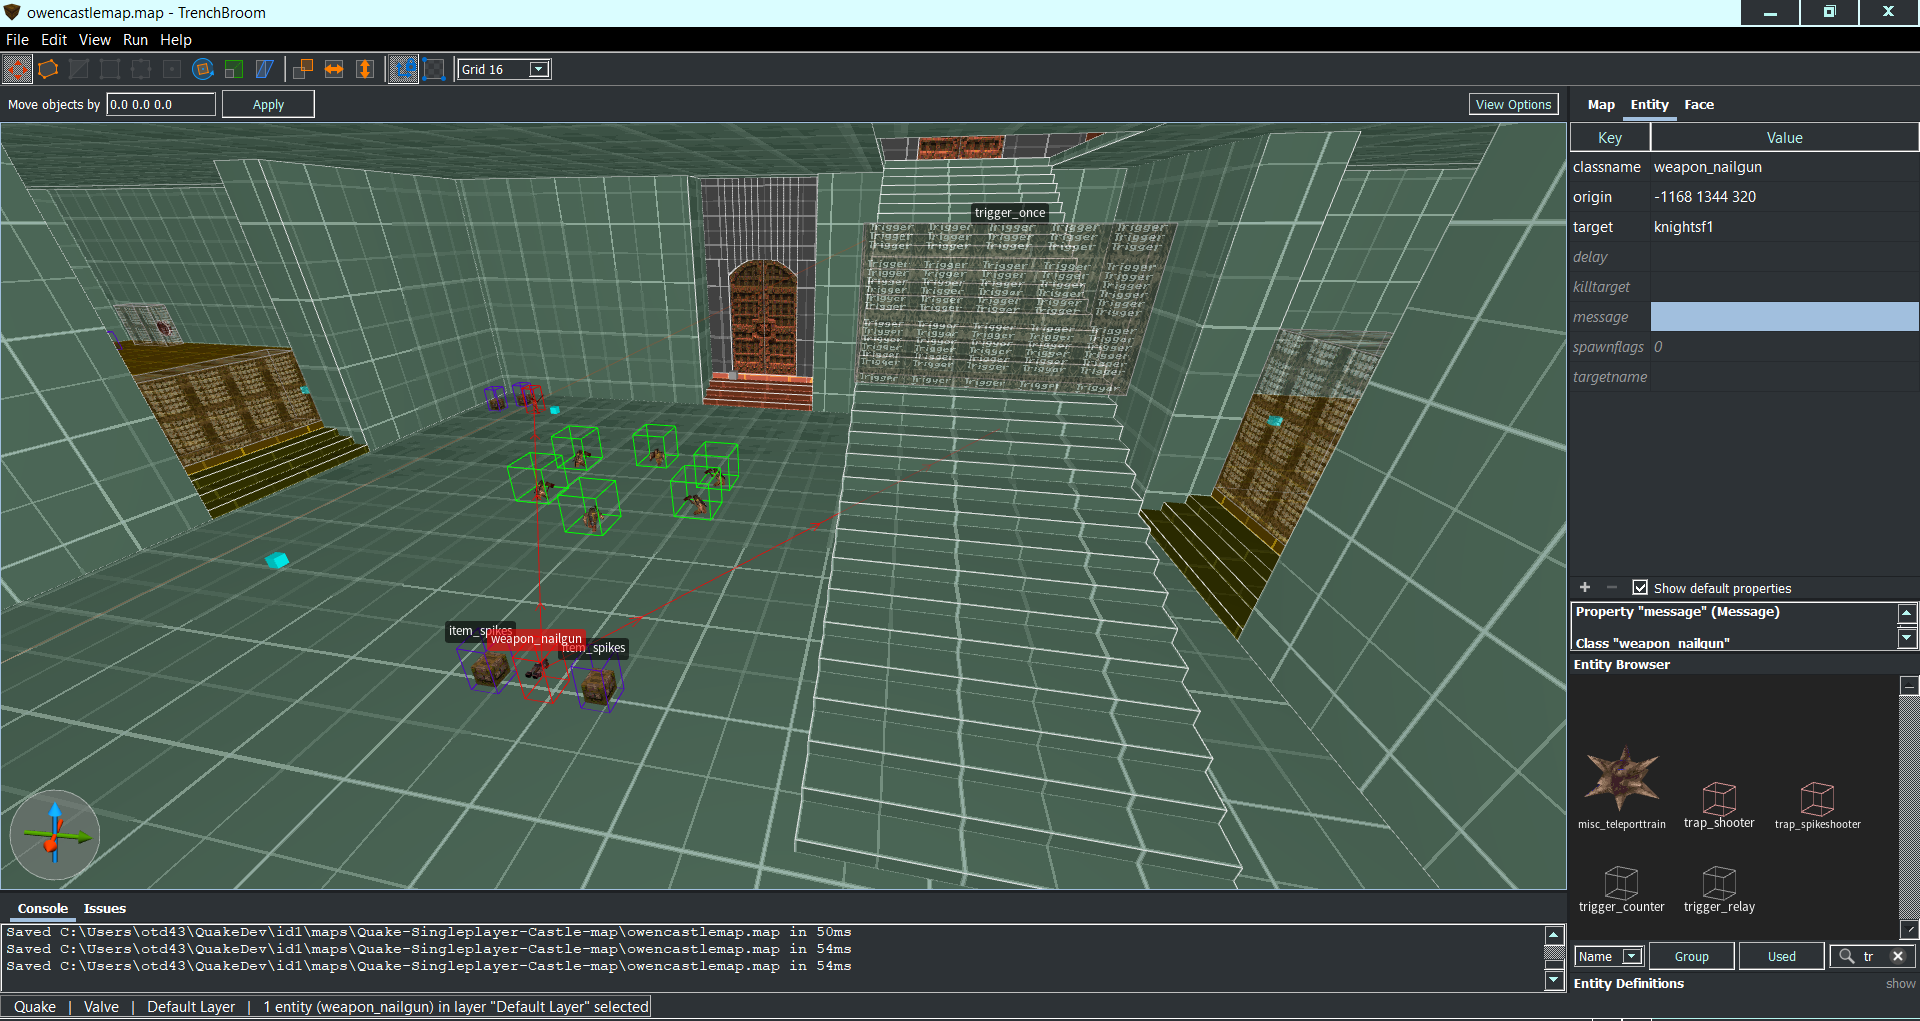 owencastlemap.map - TrenchBroom
File Edit View Run Help
Grid 16
Move objects by 0.0 0.0 0.0 Apply
View Options
Map Entity Face
Key Value
classname weapon_nailgun
origin -1168 1344 320
target knightsf1
delay
killtarget
message
spawnflags 0
targetname
trigger_once
item_spikes
weapon_nailgun
item_spikes
Show default properties
Property "message" (Message)
Class "weapon_nailgun"
Entity Browser
misc_teleporttrain trap_shooter trap_spikeshooter
trigger_counter trigger_relay
Name Group Used tr
Entity Definitions show
Console Issues
Saved C:\Users\otd43\QuakeDev\id1\maps\Quake-Singleplayer-Castle-map\owencastlemap.map in 50ms
Saved C:\Users\otd43\QuakeDev\id1\maps\Quake-Singleplayer-Castle-map\owencastlemap.map in 54ms
Saved C:\Users\otd43\QuakeDev\id1\maps\Quake-Singleplayer-Castle-map\owencastlemap.map in 54ms
Quake | Valve | Default Layer | 1 entity (weapon_nailgun) in layer "Default Layer" selected